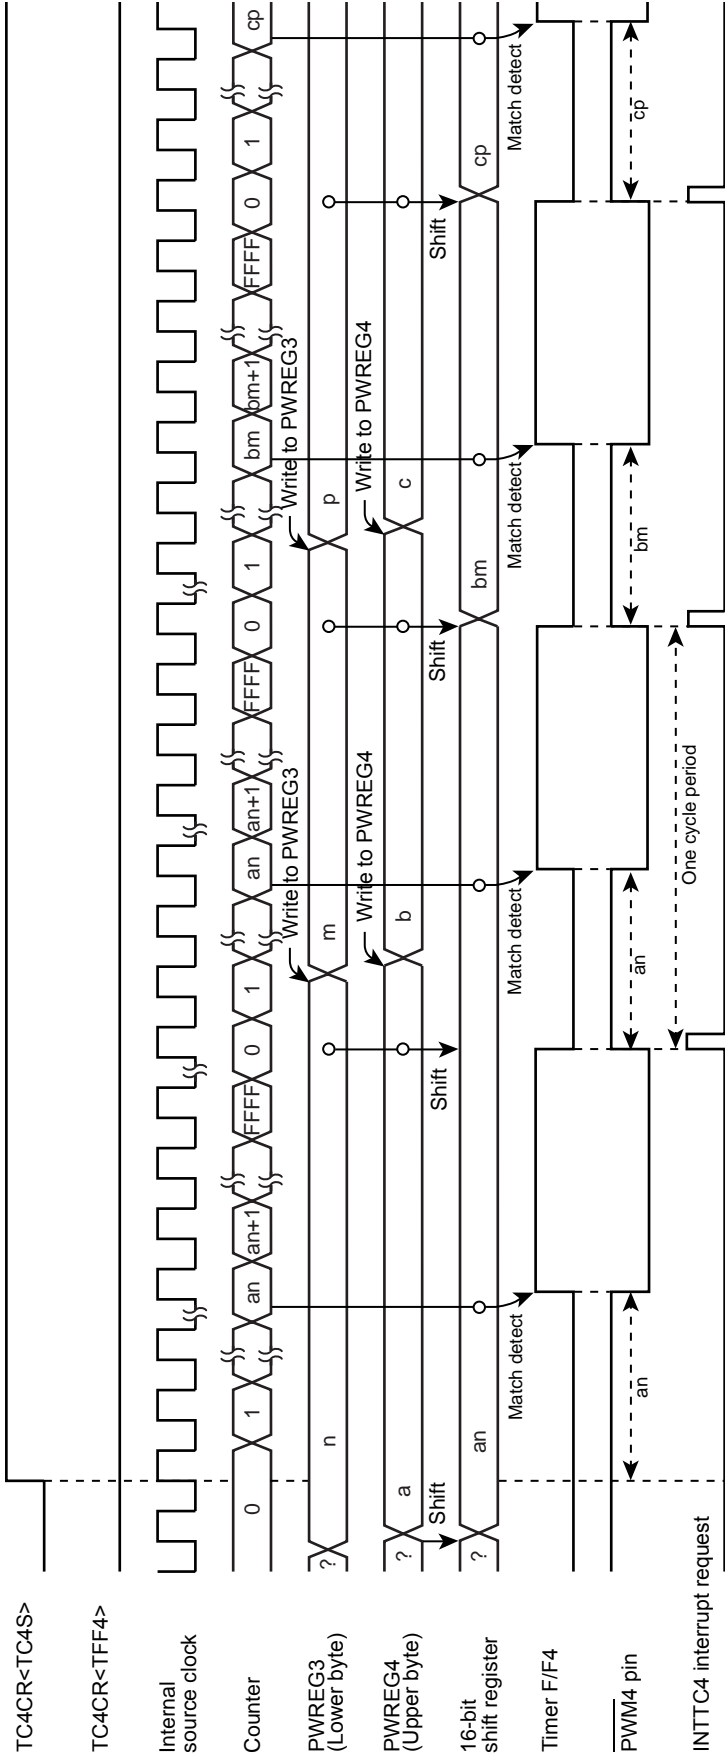 TC4CR<TC4S>
TC4CR<TFF4>
Internal
source clock
Counter
0
1
an
an+1
FFFF
0
1
an
an+1
FFFF
0
1
bm
bm+1
FFFF
0
1
cp
Write to PWREG3
Write to PWREG3
PWREG3
(Lower byte)
?
n
m
p
Write to PWREG4
Write to PWREG4
PWREG4
(Upper byte)
?
a
b
c
Shift
Shift
Shift
Shift
16-bit
shift register
?
an
bm
cp
Match detect
Match detect
Match detect
Match detect
Timer F/F4
PWM4 pin
an
an
bm
cp
One cycle period
INTTC4 interrupt request